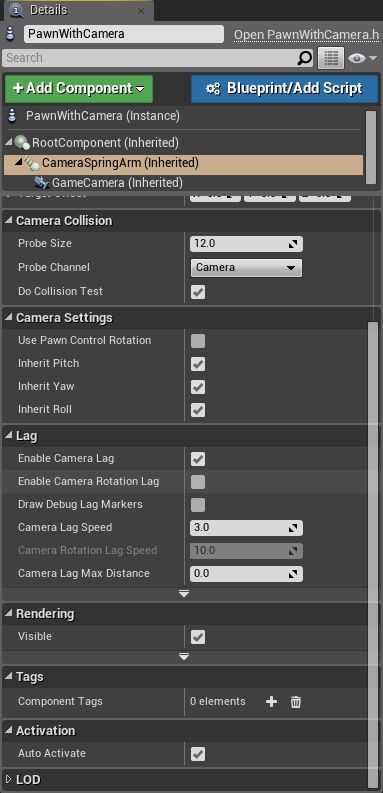 Details
PawnWithCamera Open PawnWithCamera.h
Search
+ Add Component Blueprint/Add Script
PawnWithCamera (Instance)
RootComponent (Inherited)
CameraSpringArm (Inherited)
GameCamera (Inherited)
Camera Collision
Probe Size 12.0
Probe Channel Camera
Do Collision Test
Camera Settings
Use Pawn Control Rotation
Inherit Pitch
Inherit Yaw
Inherit Roll
Lag
Enable Camera Lag
Enable Camera Rotation Lag
Draw Debug Lag Markers
Camera Lag Speed 3.0
Camera Rotation Lag Speed 10.0
Camera Lag Max Distance 0.0
Rendering
Visible
Tags
Component Tags 0 elements
Activation
Auto Activate
LOD